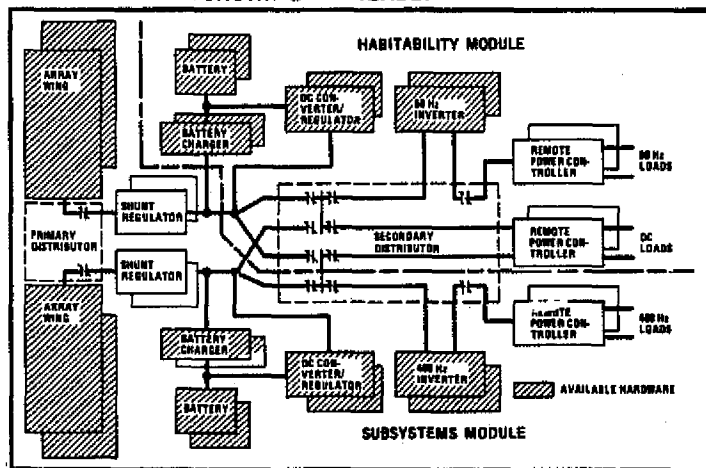 HABITABILITY MODULE
ARRAY
WING
BATTERY
BATTERY
CHARGER
DC CON-
VERTER/
REGULATOR
60 Hz
INVERTER
REMOTE
POWER CON-
TROLLER
60 Hz
LOADS
SHUNT
REGULATOR
PRIMARY
DISTRIBUTOR
SECONDARY
DISTRIBUTOR
REMOTE
POWER CON-
TROLLER
DC
LOADS
SHUNT
REGULATOR
ARRAY
WING
BATTERY
CHARGER
BATTERY
DC CON-
VERTER/
REGULATOR
400 Hz
INVERTER
REMOTE
POWER CON-
TROLLER
400 Hz
LOADS
AVAILABLE HARDWARE
SUBSYSTEMS MODULE